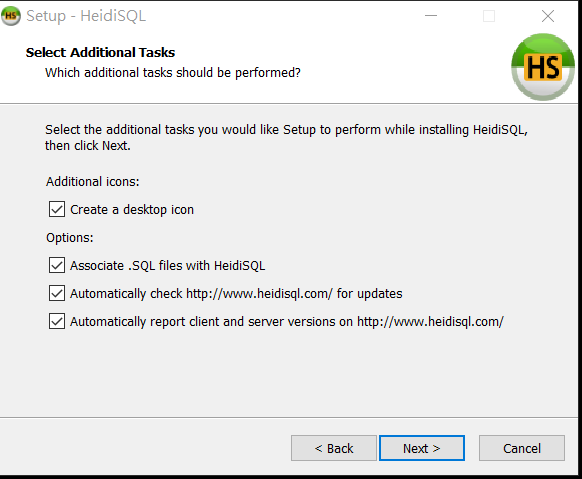 Setup - HeidiSQL
Select Additional Tasks
Which additional tasks should be performed?
HS
Select the additional tasks you would like Setup to perform while installing HeidiSQL,
then click Next.
Additional icons:
Create a desktop icon
Options:
Associate .SQL files with HeidiSQL
Automatically check http://www.heidisql.com/ for updates
Automatically report client and server versions on http://www.heidisql.com/
< Back
Next >
Cancel